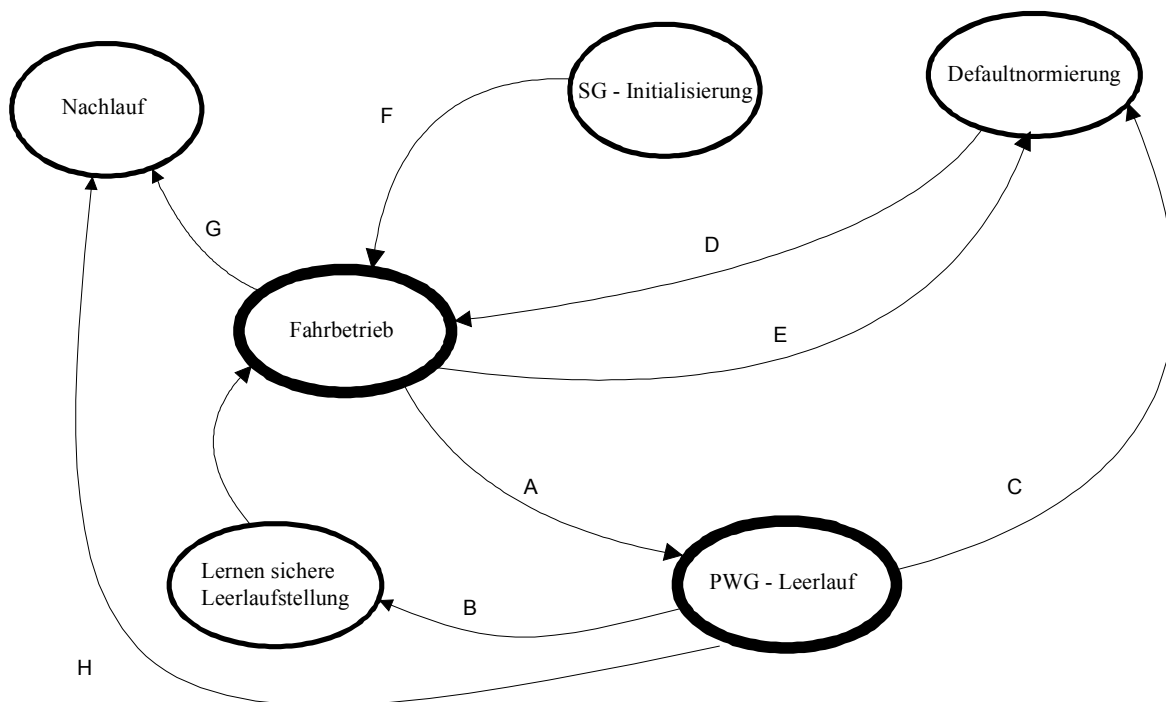 Nachlauf
SG - Initialisierung
Defaultnormierung
F
G
D
Fahrbetrieb
E
A
C
Lernen sichere
Leerlaufstellung
B
PWG - Leerlauf
H